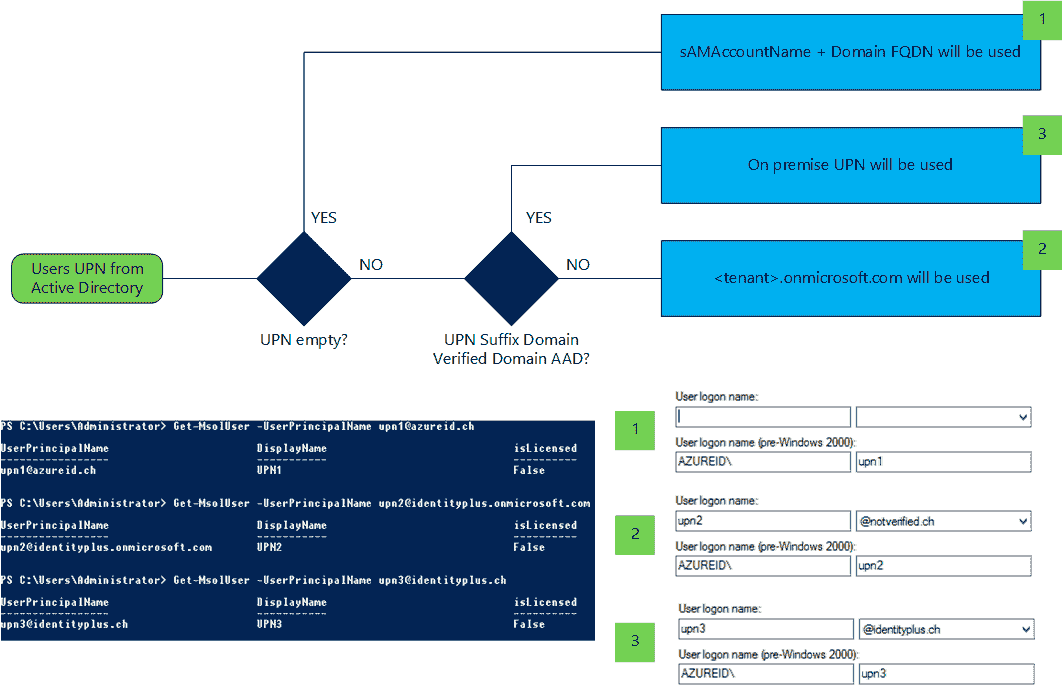 1
sAMAccountName + Domain FQDN will be used
3
On premise UPN will be used
YES
YES
2
Users UPN from
Active Directory
NO
NO
<tenant>.onmicrosoft.com will be used
UPN empty?
UPN Suffix Domain
Verified Domain AAD?
PS C:\Users\Administrator> Get-MsolUser -UserPrincipalName upn1@azureid.ch
UserPrincipalName DisplayName isLicensed
----------------- ----------- ----------
upn1@azureid.ch UPN1 False
PS C:\Users\Administrator> Get-MsolUser -UserPrincipalName upn2@identityplus.onmicrosoft.com
UserPrincipalName DisplayName isLicensed
----------------- ----------- ----------
upn2@identityplus.onmicrosoft.com UPN2 False
PS C:\Users\Administrator> Get-MsolUser -UserPrincipalName upn3@identityplus.ch
UserPrincipalName DisplayName isLicensed
----------------- ----------- ----------
upn3@identityplus.ch UPN3 False
1
User logon name:
User logon name (pre-Windows 2000):
AZUREID\ upn1
2
User logon name:
upn2 @notverified.ch
User logon name (pre-Windows 2000):
AZUREID\ upn2
3
User logon name:
upn3 @identityplus.ch
User logon name (pre-Windows 2000):
AZUREID\ upn3